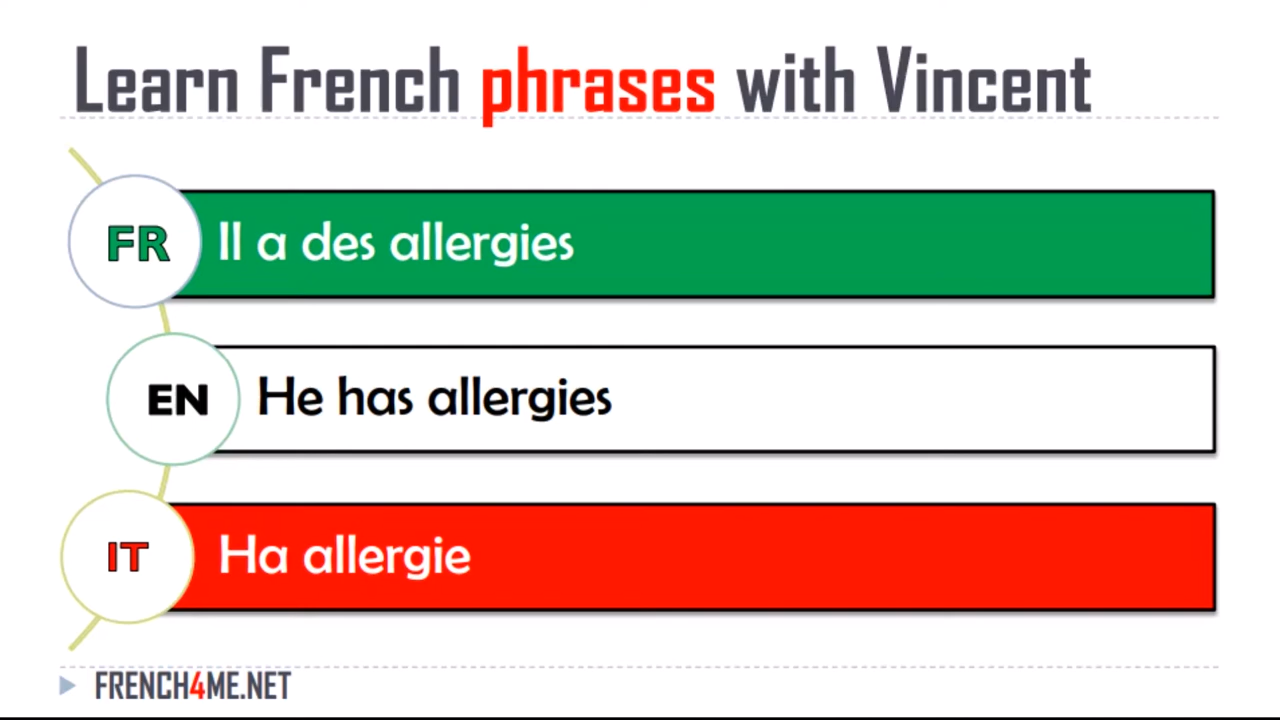 Learn French phrases with Vincent
FR
Il a des allergies
EN
He has allergies
IT
Ha allergie
FRENCH4ME.NET